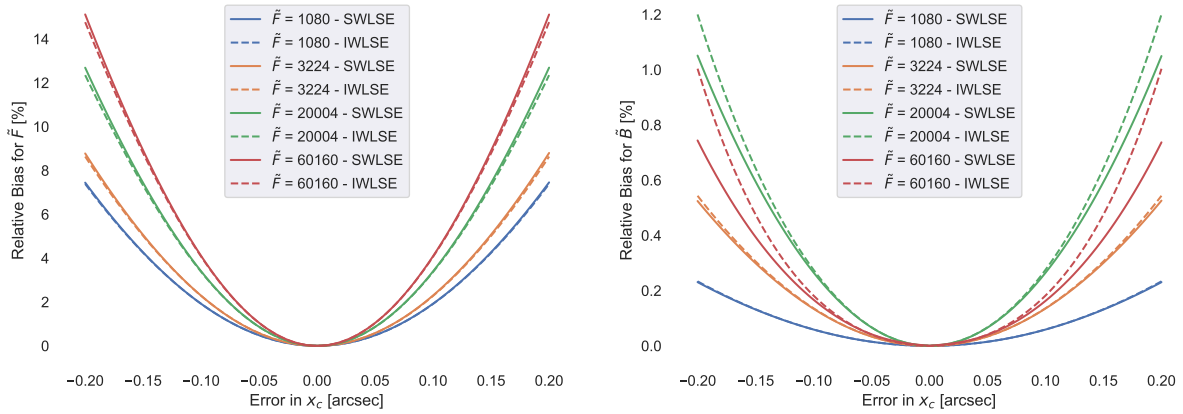 Relative Bias for F̃ [%]
14
12
10
8
6
4
2
0
−0.20 −0.15 −0.10 −0.05 0.00 0.05 0.10 0.15 0.20
Error in x_c [arcsec]
F̃ = 1080 - SWLSE
F̃ = 1080 - IWLSE
F̃ = 3224 - SWLSE
F̃ = 3224 - IWLSE
F̃ = 20004 - SWLSE
F̃ = 20004 - IWLSE
F̃ = 60160 - SWLSE
F̃ = 60160 - IWLSE
Relative Bias for B̃ [%]
1.2
1.0
0.8
0.6
0.4
0.2
0.0
−0.20 −0.15 −0.10 −0.05 0.00 0.05 0.10 0.15 0.20
Error in x_c [arcsec]
F̃ = 1080 - SWLSE
F̃ = 1080 - IWLSE
F̃ = 3224 - SWLSE
F̃ = 3224 - IWLSE
F̃ = 20004 - SWLSE
F̃ = 20004 - IWLSE
F̃ = 60160 - SWLSE
F̃ = 60160 - IWLSE